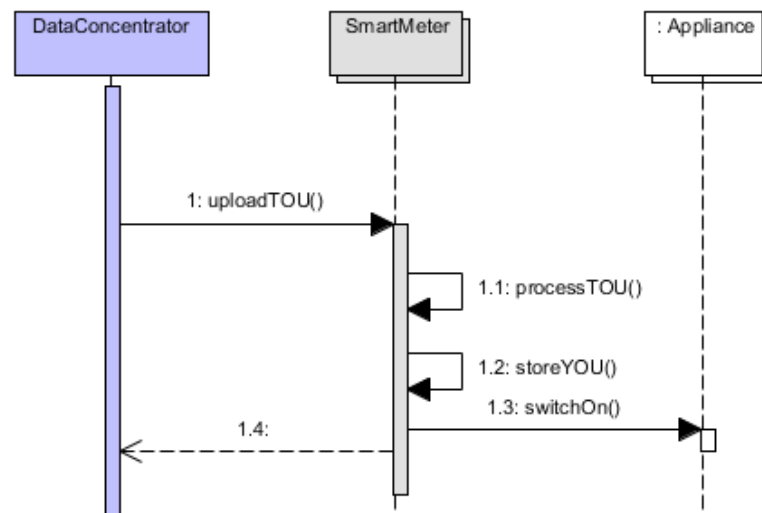 DataConcentrator
SmartMeter
: Appliance
1: uploadTOU()
1.1: processTOU()
1.2: storeYOU()
1.3: switchOn()
1.4: